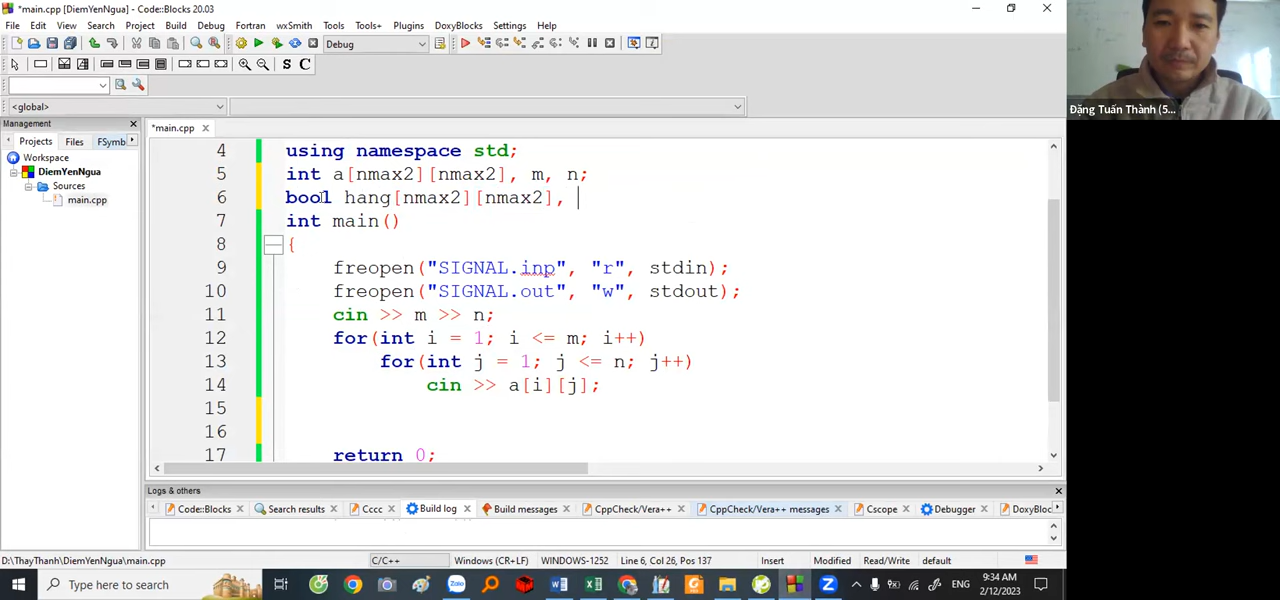 *main.cpp [DiemYenNgua] - Code::Blocks 20.03
File Edit View Search Project Build Debug Fortran wxSmith Tools Tools+ Plugins DoxyBlocks Settings Help
Debug
S C
<global>
Management
Projects Files FSymb
Workspace
DiemYenNgua
Sources
main.cpp
*main.cpp
4 using namespace std;
5 int a[nmax2][nmax2], m, n;
6 bool hang[nmax2][nmax2],
7 int main()
8 {
9 freopen("SIGNAL.inp", "r", stdin);
10 freopen("SIGNAL.out", "w", stdout);
11 cin >> m >> n;
12 for(int i = 1; i <= m; i++)
13 for(int j = 1; j <= n; j++)
14 cin >> a[i][j];
15
16
17 return 0;
Logs & others
Code::Blocks Search results Cccc Build log Build messages CppCheck/Vera++ CppCheck/Vera++ messages Cscope Debugger DoxyBloc
D:\ThayThanh\DiemYenNgua\main.cpp C/C++ Windows (CR+LF) WINDOWS-1252 Line 6, Col 26, Pos 137 Insert Modified Read/Write default
Type here to search
Zalo
ENG
9:34 AM
2/12/2023
Đặng Tuấn Thành (5...